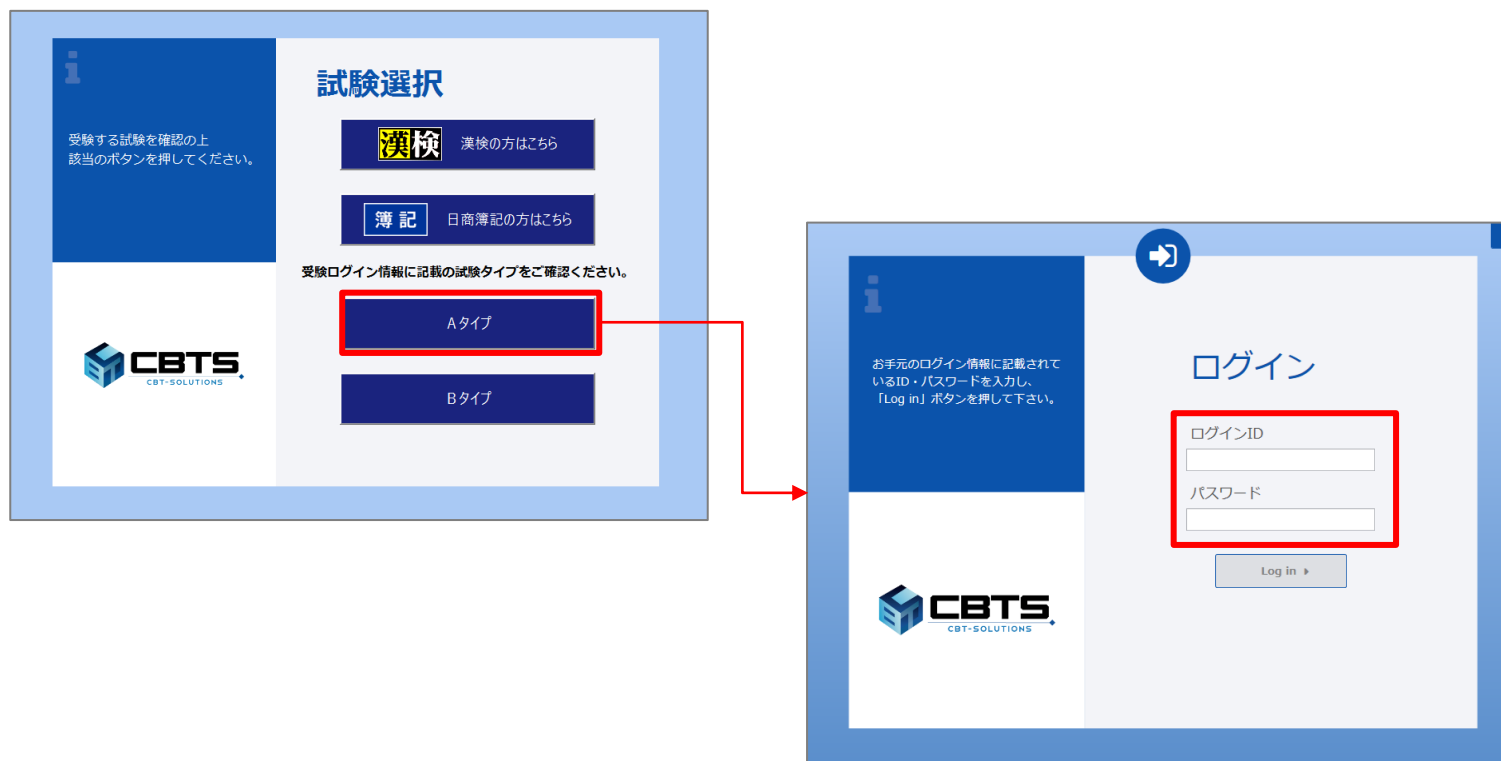 試験選択
受験する試験を確認の上
該当のボタンを押してください。
漢検 漢検の方はこちら
簿記 日商簿記の方はこちら
受験ログイン情報に記載の試験タイプをご確認ください。
Aタイプ
Bタイプ
CBTS
CBT-SOLUTIONS
お手元のログイン情報に記載されて
いるID・パスワードを入力し、
「Log in」ボタンを押して下さい。
ログイン
ログインID
パスワード
Log in
CBTS
CBT-SOLUTIONS